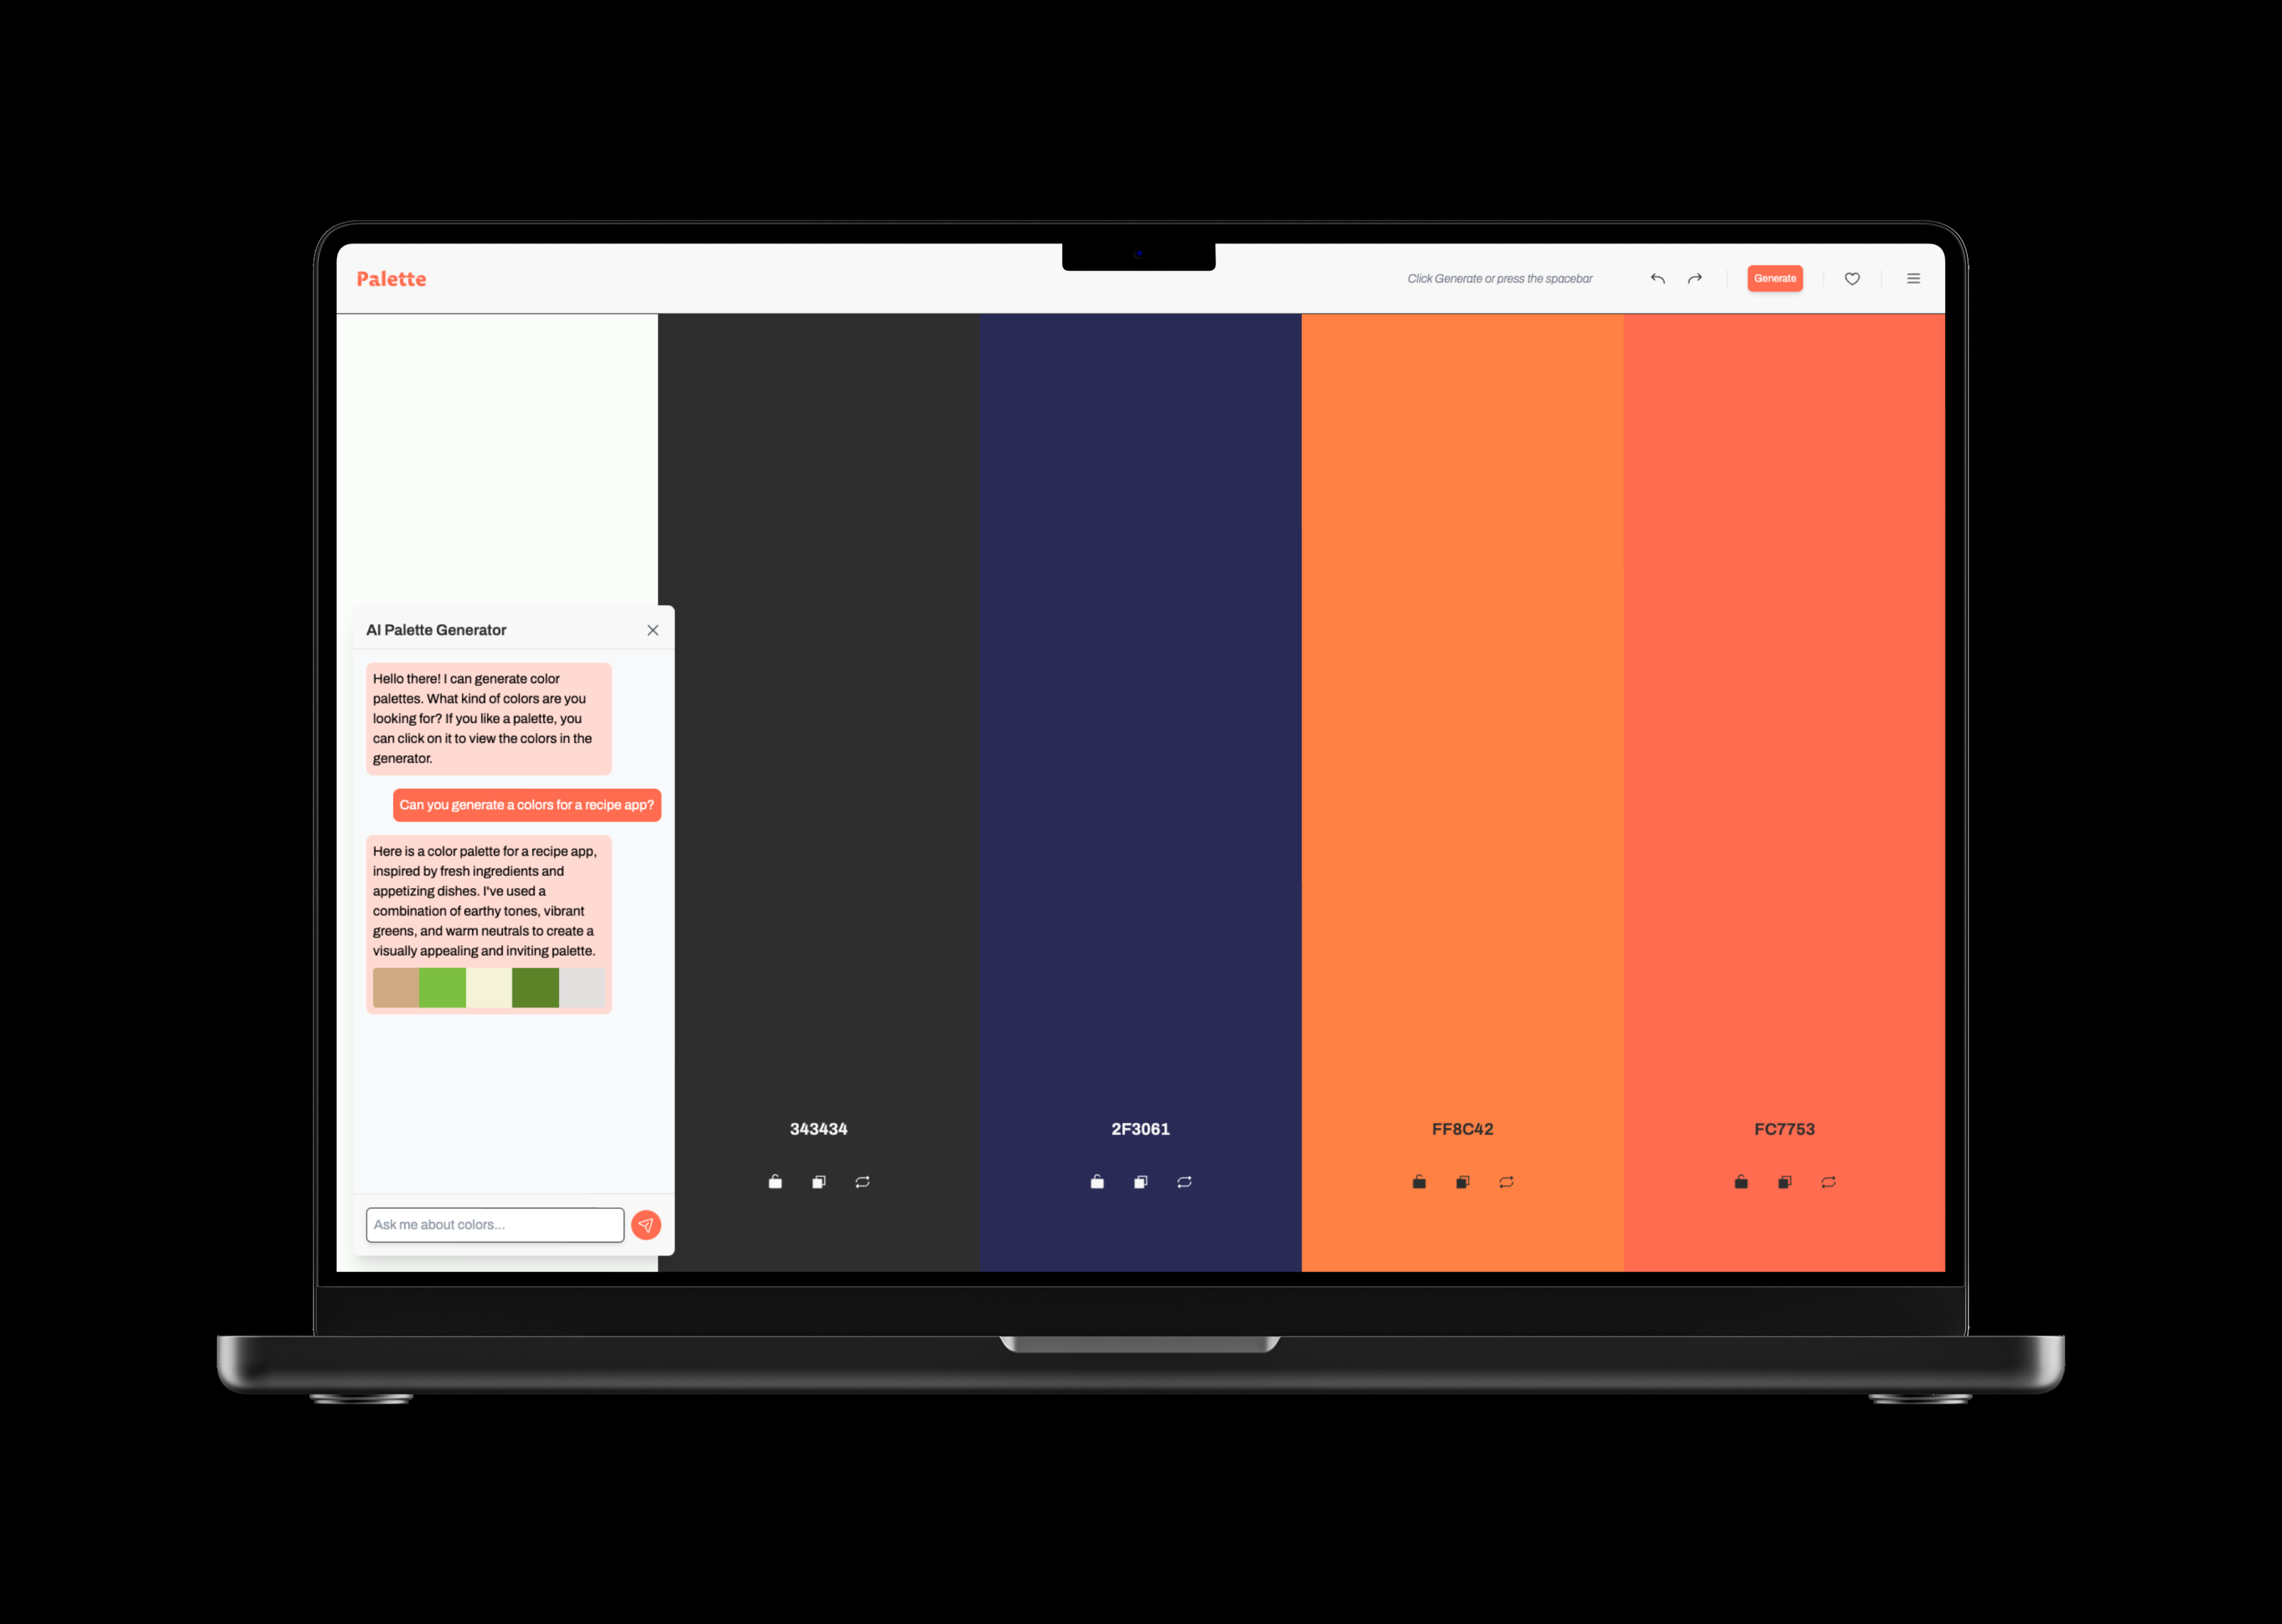 Palette
Click Generate or press the spacebar
Generate
AI Palette Generator
Hello there! I can generate color
palettes. What kind of colors are you
looking for? If you like a palette, you
can click on it to view the colors in the
generator.
Can you generate a colors for a recipe app?
Here is a color palette for a recipe app,
inspired by fresh ingredients and
appetizing dishes. I've used a
combination of earthy tones, vibrant
greens, and warm neutrals to create a
visually appealing and inviting palette.
Ask me about colors...
343434
2F3061
FF8C42
FC7753